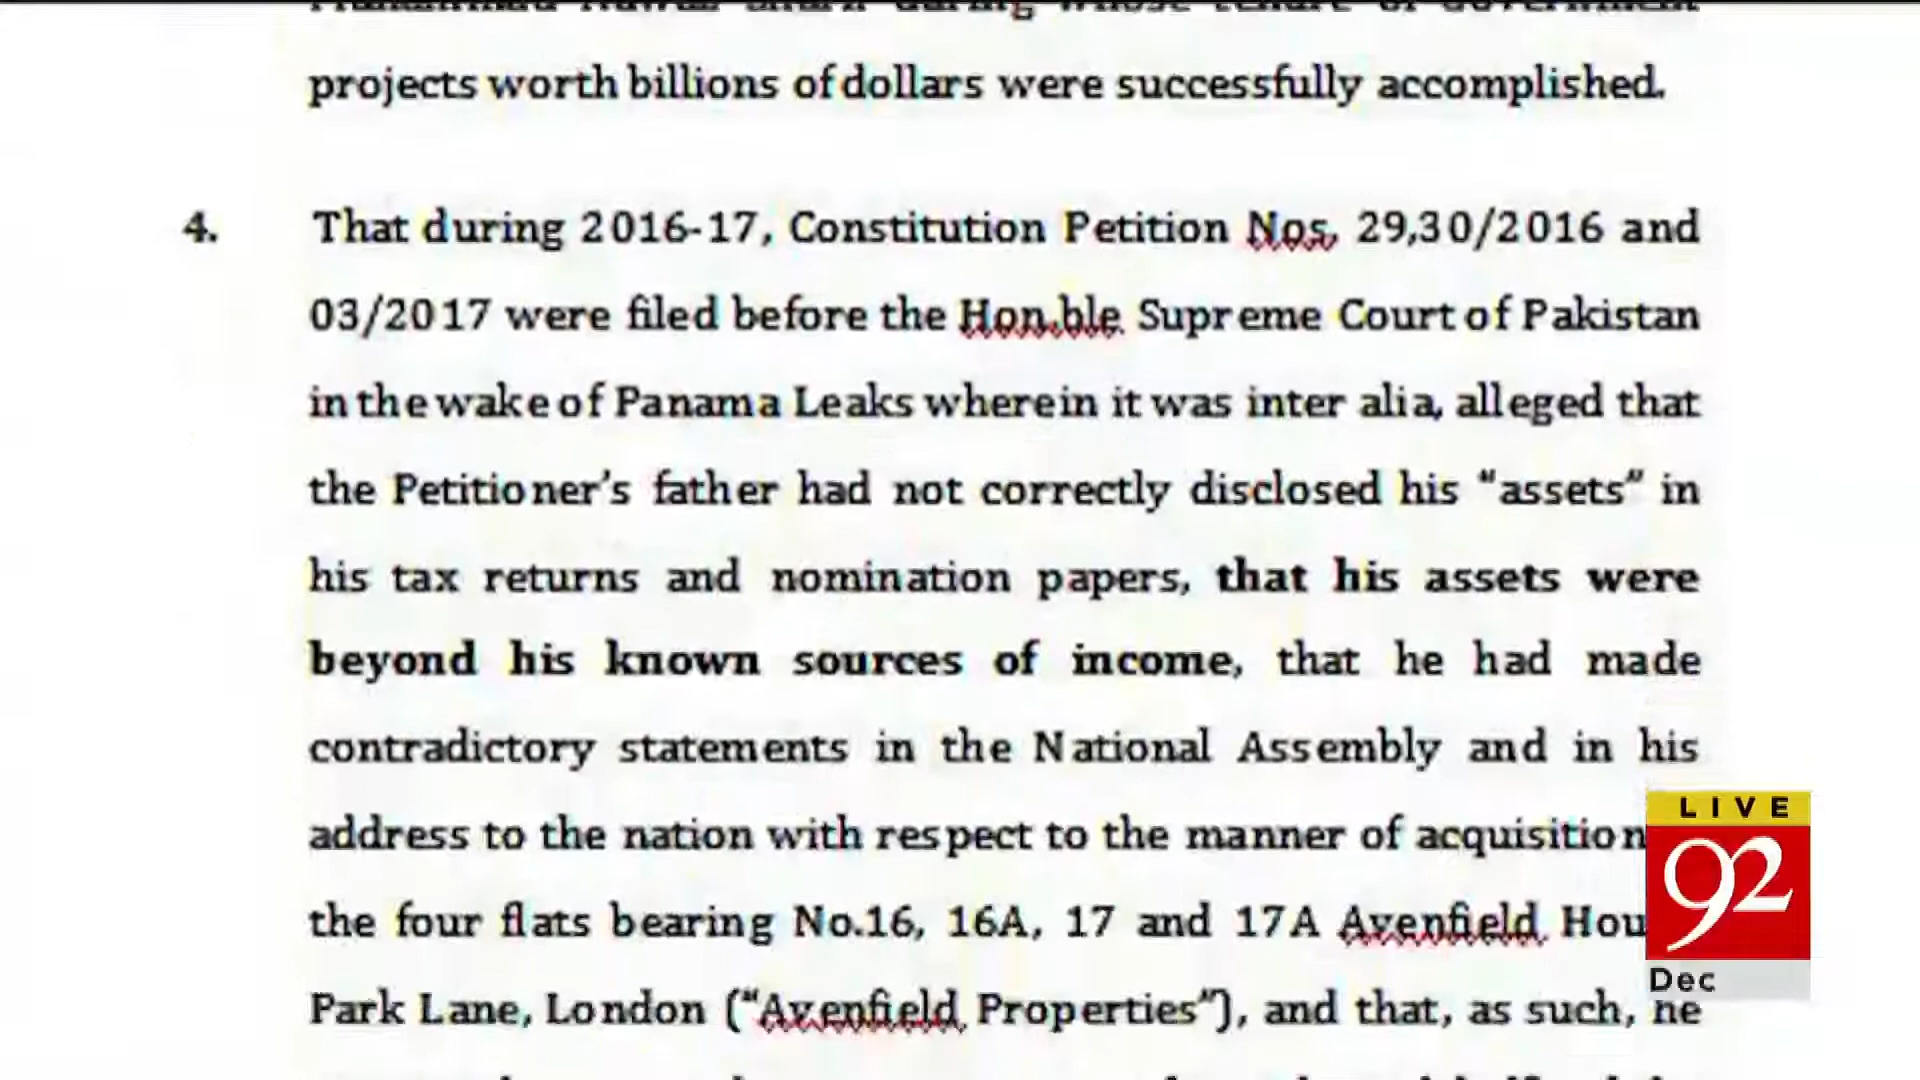 projects worth billions of dollars were successfully accomplished.
4. That during 2016-17, Constitution Petition Nos. 29,30/2016 and
03/2017 were filed before the Hon.ble Supreme Court of Pakistan
in the wake of Panama Leaks wherein it was inter alia, alleged that
the Petitioner's father had not correctly disclosed his "assets" in
his tax returns and nomination papers, that his assets were
beyond his known sources of income, that he had made
contradictory statements in the National Assembly and in his
address to the nation with respect to the manner of acquisition
the four flats bearing No.16, 16A, 17 and 17A Avenfield Hou
Park Lane, London ("Avenfield Properties"), and that, as such, he
LIVE
92
Dec